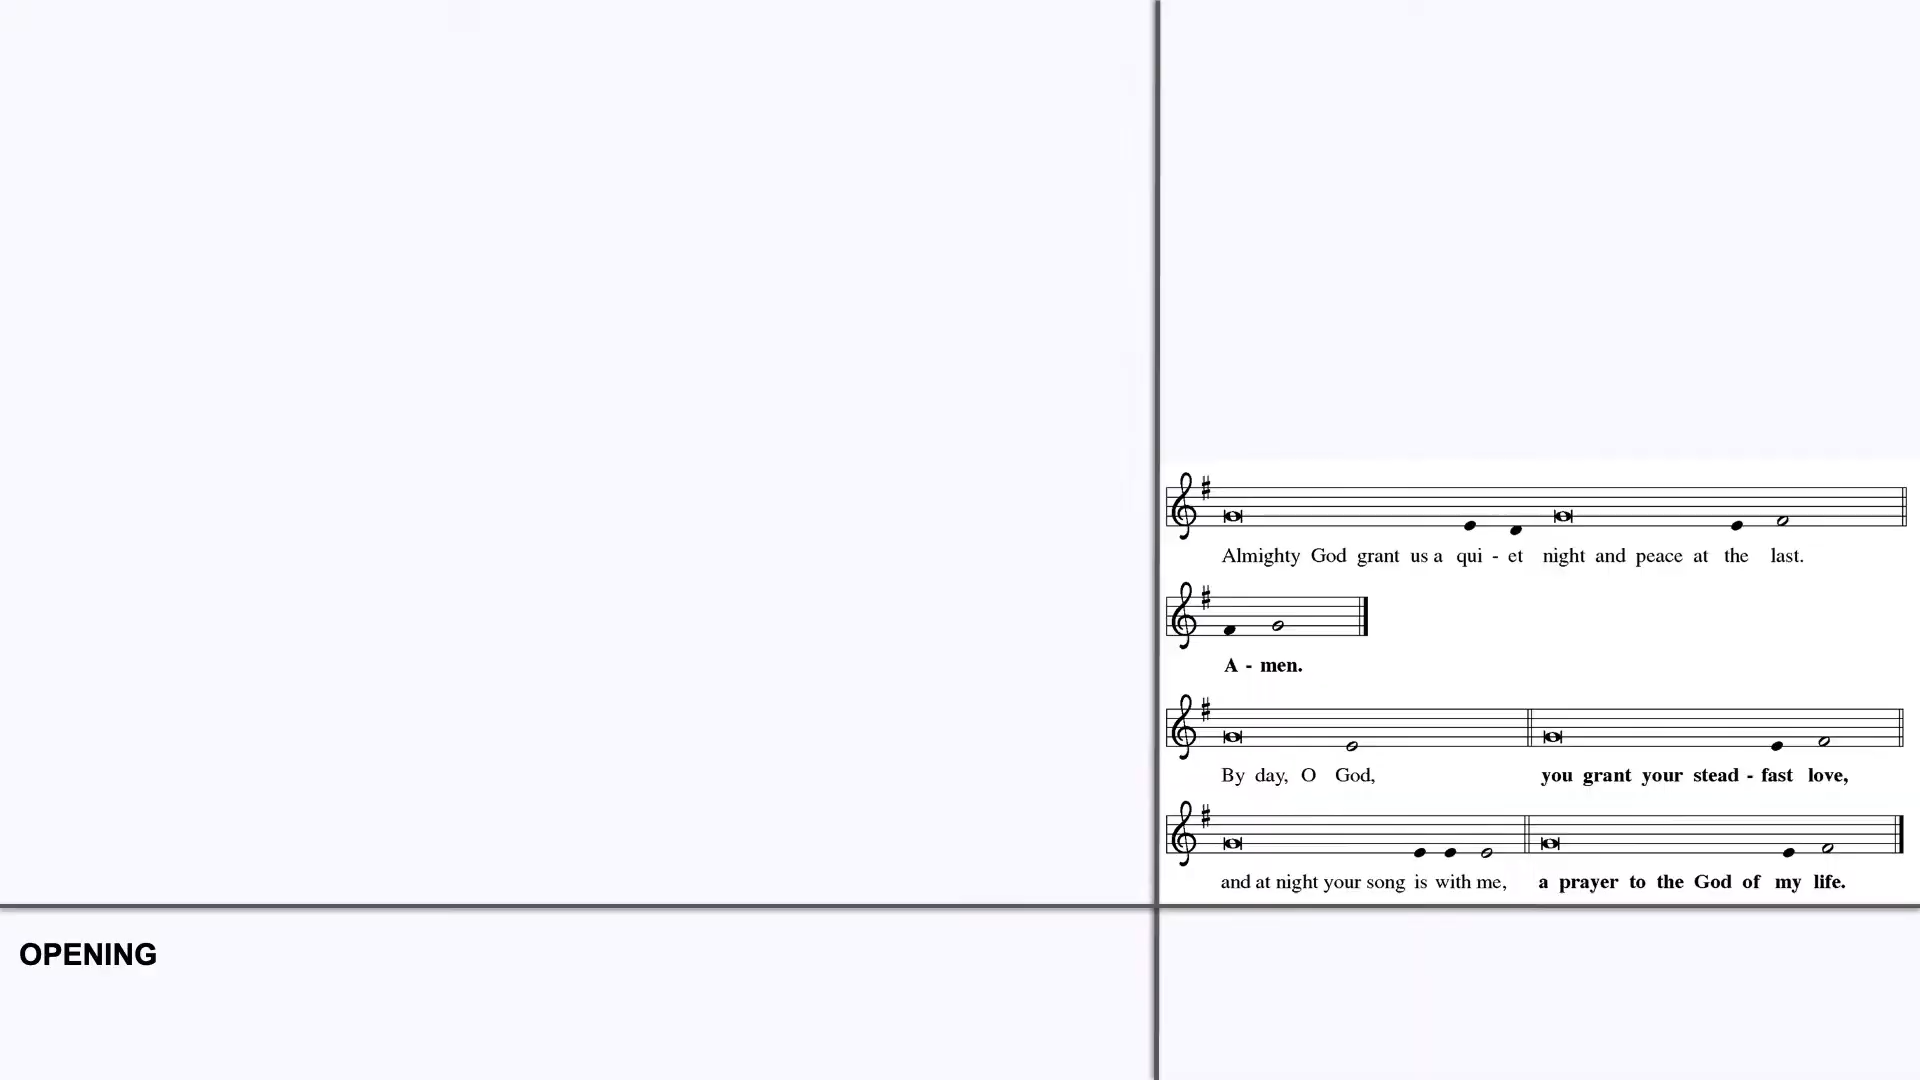 Almighty God grant us a qui - et night and peace at the last.
A - men.
By day, O God, you grant your stead - fast love,
and at night your song is with me, a prayer to the God of my life.
OPENING